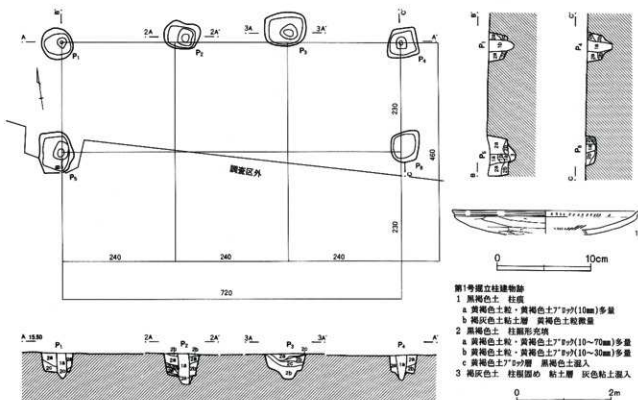 A
2A
2A'
3A
3A'
A'
P1
P2
P3
P4
P5
P6
調査区外
230
460
230
240
240
240
720
A 15.50
P1
2A'
2A'
P2
3A'
3A'
P3
P4
A'
B'
C'
P1
P4
P5
P6
B
C
1
0 10cm
第1号掘立柱建物跡
1 黒褐色土 柱痕
a 黄褐色土粒・黄褐色土ブロック(10mm)多量
b 褐灰色土粘土層 黄褐色土粒微量
2 黒褐色土 柱掘形充填
a 黄褐色土粒・黄褐色土ブロック(10~70mm)多量
b 黄褐色土粒・黄褐色土ブロック(10~30mm)多量
c 黄褐色土ブロック層 黒褐色土混入
3 褐灰色土 柱根固め 粘土層 灰色粘土混入
0 2m